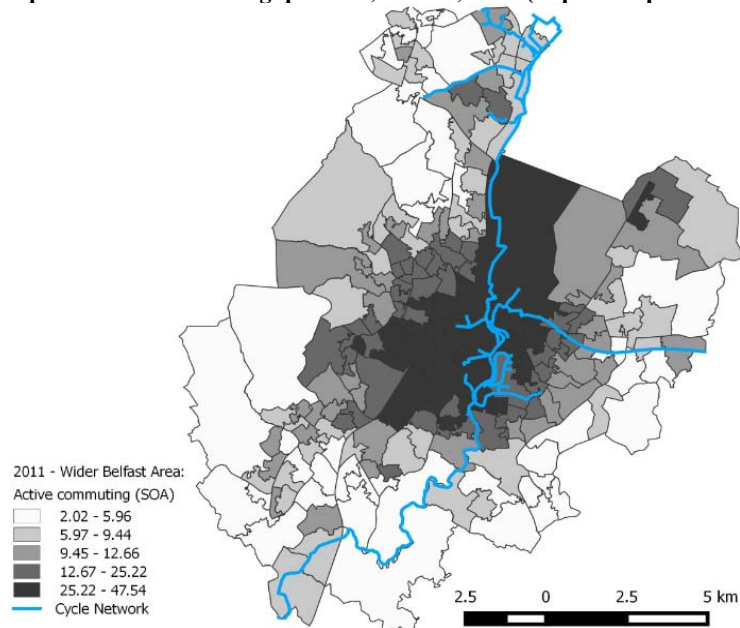 2011 - Wider Belfast Area:
Active commuting (SOA)
2.02 - 5.96
5.97 - 9.44
9.45 - 12.66
12.67 - 25.22
25.22 - 47.54
Cycle Network
2.5 0 2.5 5 km